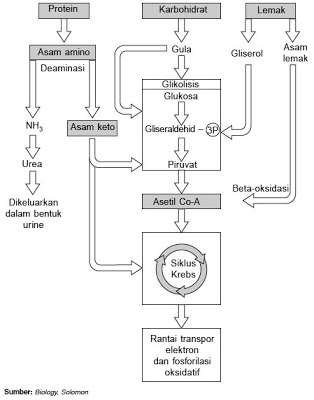 Protein
Karbohidrat
Lemak
Asam amino
Deaminasi
Gula
Gliserol
Asam
lemak
Glikolisis
Glukosa
NH₃
Asam keto
Gliseraldehid – 3P
Urea
Piruvat
Dikeluarkan
dalam bentuk
urine
Asetil Co-A
Beta-oksidasi
Siklus
Krebs
Rantai transpor
elektron
dan fosforilasi
oksidatif
Sumber: Biology, Solomon